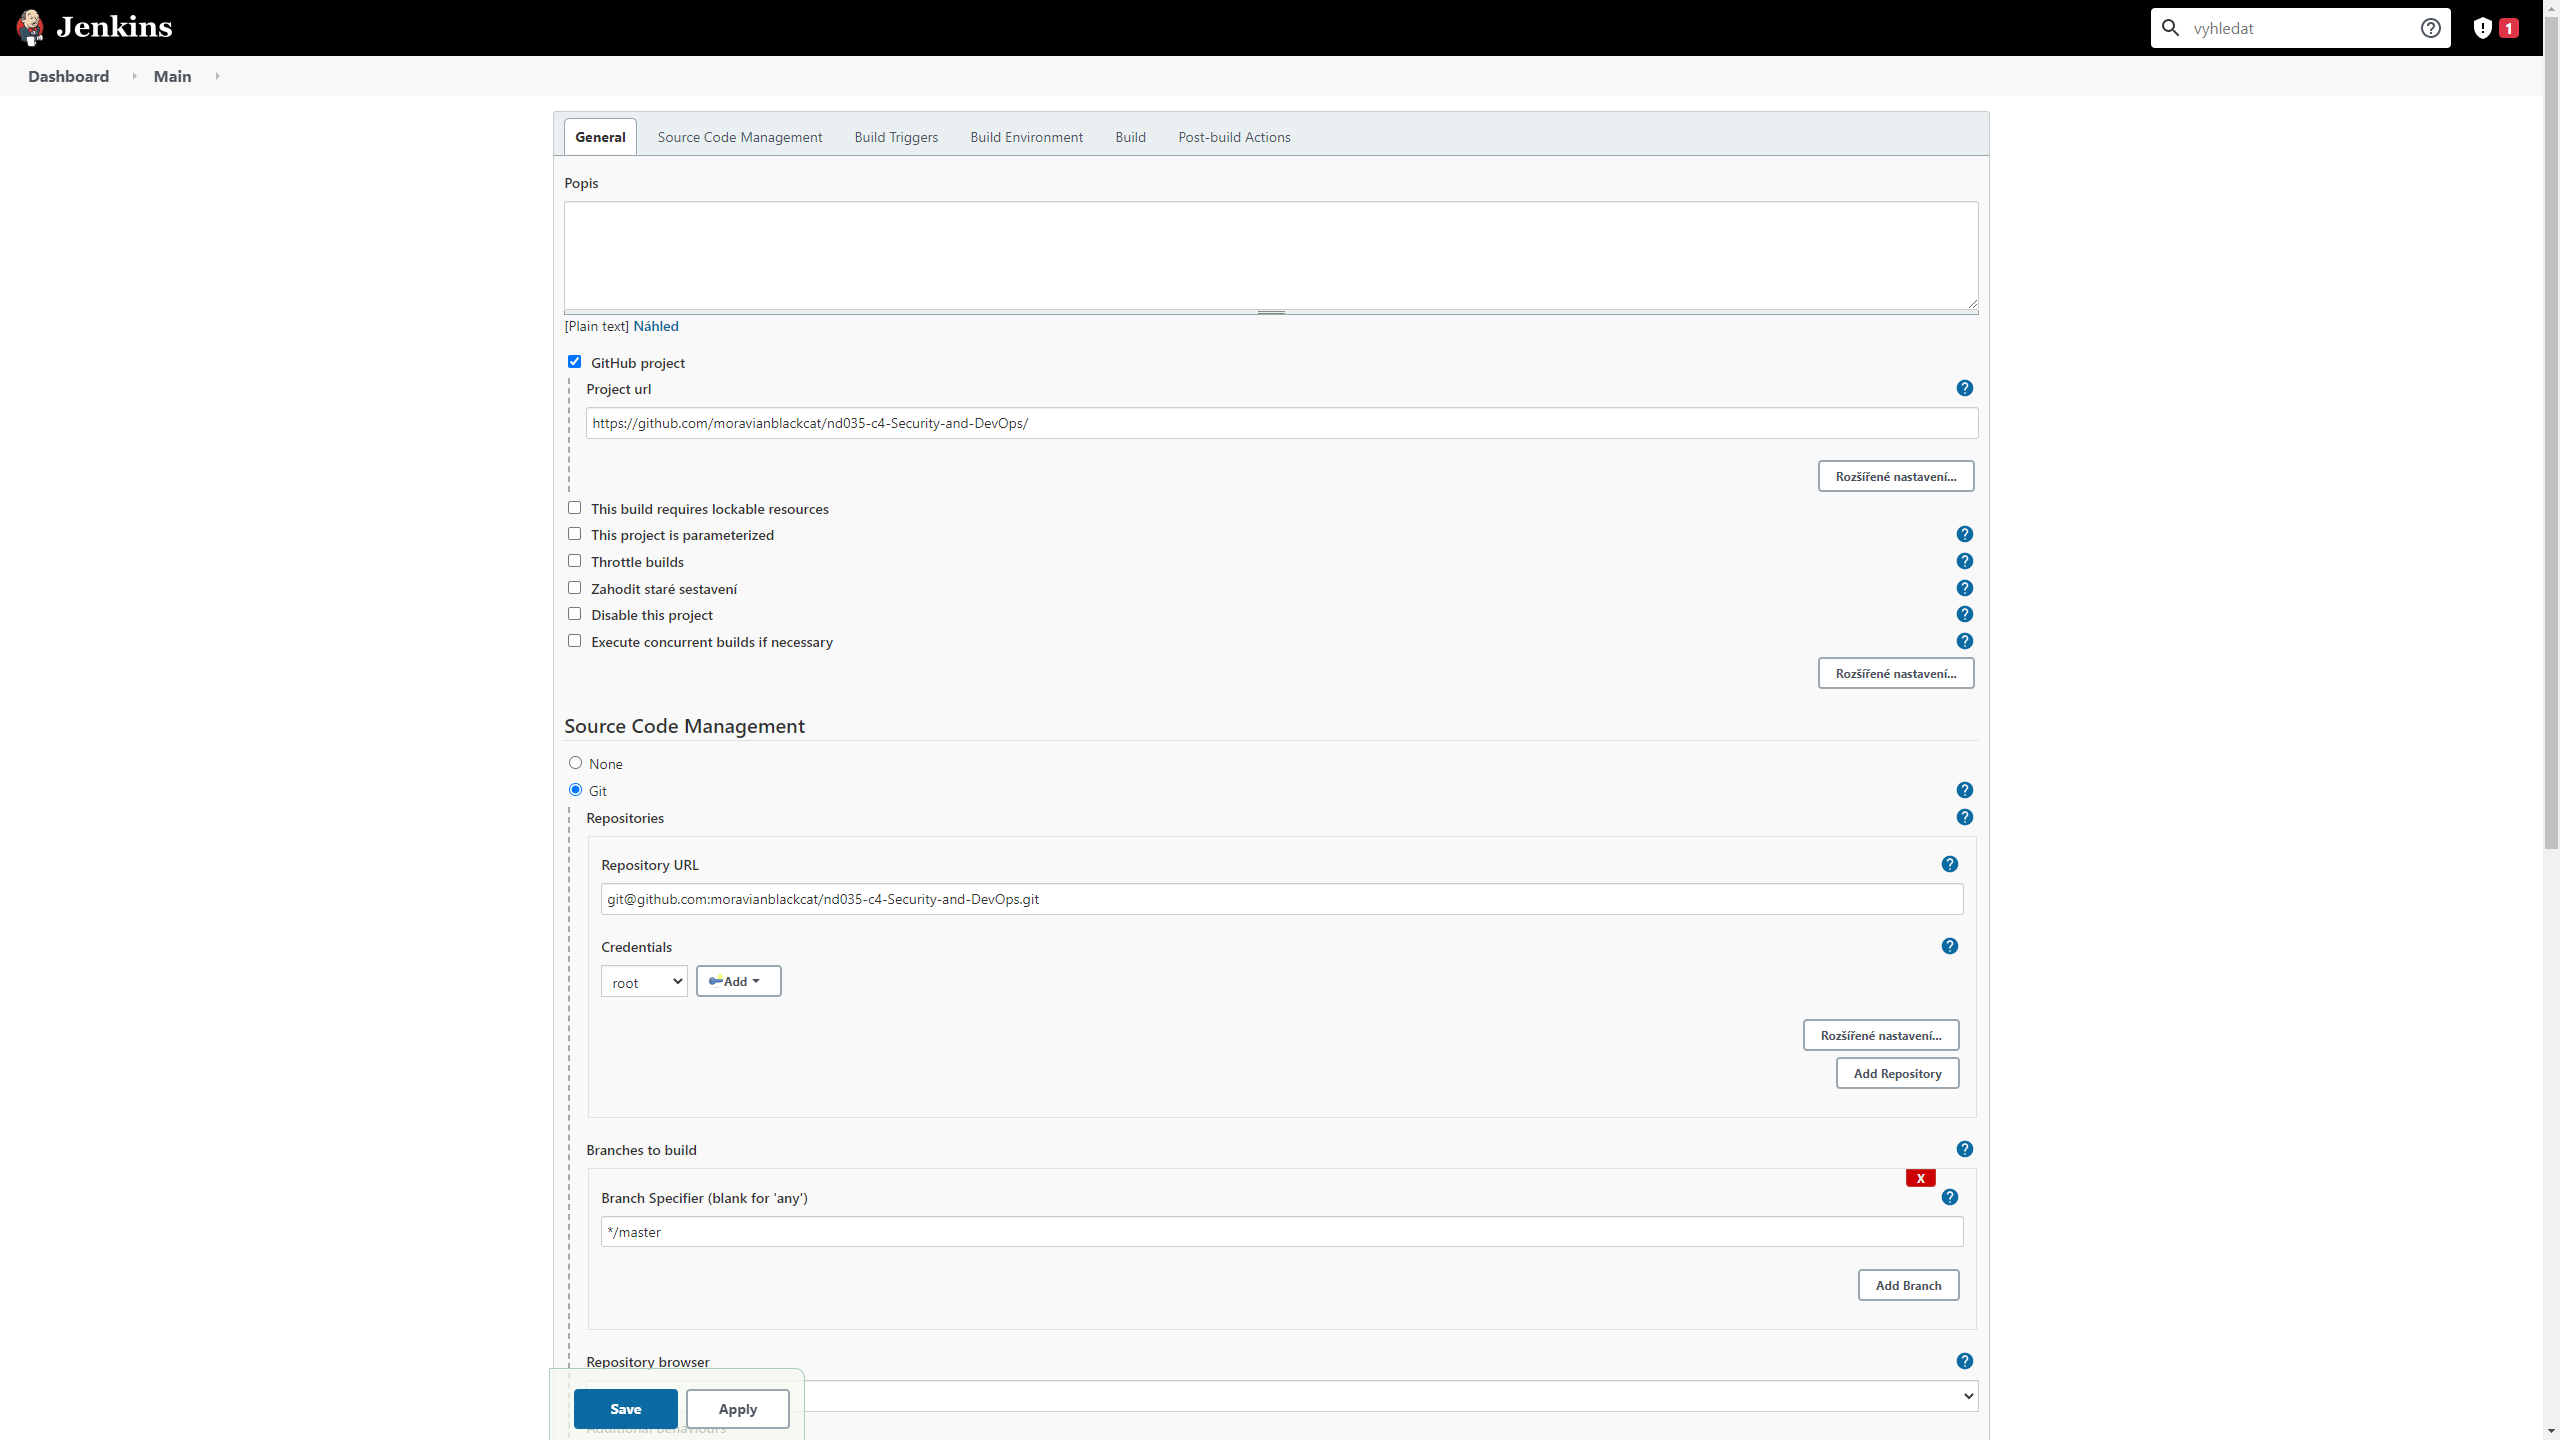 Jenkins
vyhledat
1
Dashboard
Main
General
Source Code Management
Build Triggers
Build Environment
Build
Post-build Actions
Popis
[Plain text] Náhled
GitHub project
Project url
https://github.com/moravianblackcat/nd035-c4-Security-and-DevOps/
Rozšířené nastavení...
This build requires lockable resources
This project is parameterized
Throttle builds
Zahodit staré sestavení
Disable this project
Execute concurrent builds if necessary
Rozšířené nastavení...
Source Code Management
None
Git
Repositories
Repository URL
git@github.com:moravianblackcat/nd035-c4-Security-and-DevOps.git
Credentials
root
Add
Rozšířené nastavení...
Add Repository
Branches to build
X
Branch Specifier (blank for 'any')
*/master
Add Branch
Repository browser
Save
Apply
Additional Behaviours